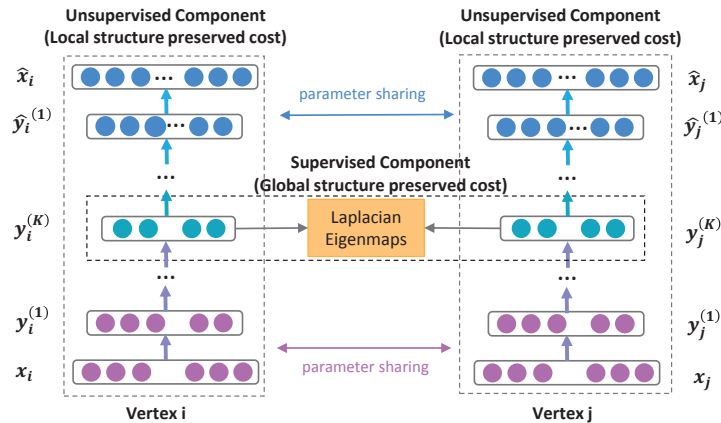 Unsupervised Component
(Local structure preserved cost)
Unsupervised Component
(Local structure preserved cost)
x̂ᵢ
...
...
x̂ⱼ
parameter sharing
ŷᵢ⁽¹⁾
...
...
ŷⱼ⁽¹⁾
Supervised Component
(Global structure preserved cost)
...
...
yᵢ⁽ᴷ⁾
Laplacian
Eigenmaps
yⱼ⁽ᴷ⁾
...
...
yᵢ⁽¹⁾
yⱼ⁽¹⁾
xᵢ
parameter sharing
xⱼ
Vertex i
Vertex j